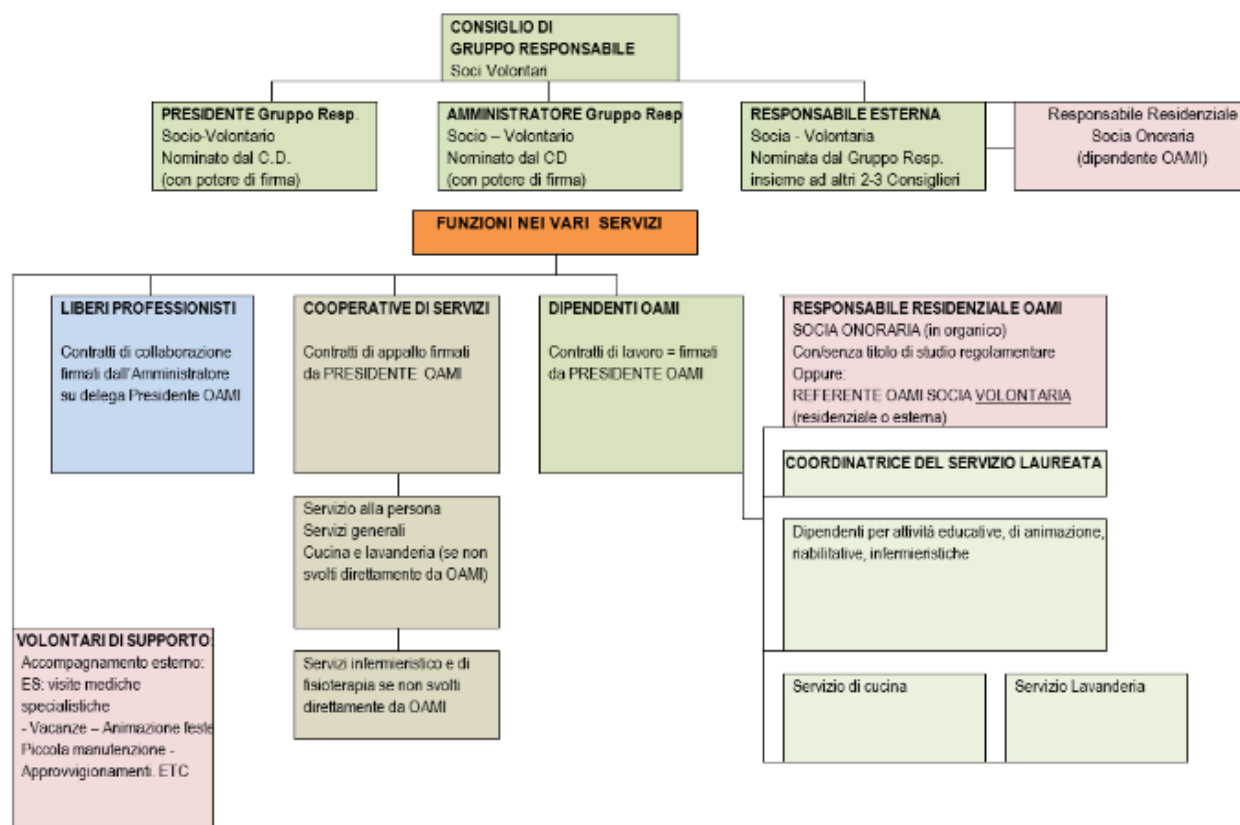 CONSIGLIO DI
GRUPPO RESPONSABILE
Soci Volontari
PRESIDENTE Gruppo Resp.
Socio-Volontario
Nominato dal C.D.
(con potere di firma)
AMMINISTRATORE Gruppo Resp
Socio – Volontario
Nominato dal CD
(con potere di firma)
RESPONSABILE ESTERNA
Socia - Volontaria
Nominata dal Gruppo Resp.
insieme ad altri 2-3 Consiglieri
Responsabile Residenziale
Socia Onoraria
(dipendente OAMI)
FUNZIONI NEI VARI SERVIZI
LIBERI PROFESSIONISTI
Contratti di collaborazione
firmati dall'Amministratore
su delega Presidente OAMI
COOPERATIVE DI SERVIZI
Contratti di appalto firmati
da PRESIDENTE OAMI
DIPENDENTI OAMI
Contratti di lavoro = firmati
da PRESIDENTE OAMI
RESPONSABILE RESIDENZIALE OAMI
SOCIA ONORARIA (in organico)
Con/senza titolo di studio regolamentare
Oppure:
REFERENTE OAMI SOCIA VOLONTARIA
(residenziale o esterna)
COORDINATRICE DEL SERVIZIO LAUREATA
Servizio alla persona
Servizi generali
Cucina e lavanderia (se non
svolti direttamente da OAMI)
Dipendenti per attività educative, di animazione,
riabilitative, infermieristiche
VOLONTARI DI SUPPORTO:
Accompagnamento esterno:
ES: visite mediche
specialistiche
- Vacanze – Animazione feste
Piccola manutenzione -
Approvvigionamenti. ETC
Servizi infermieristico e di
fisioterapia se non svolti
direttamente da OAMI
Servizio di cucina
Servizio Lavanderia